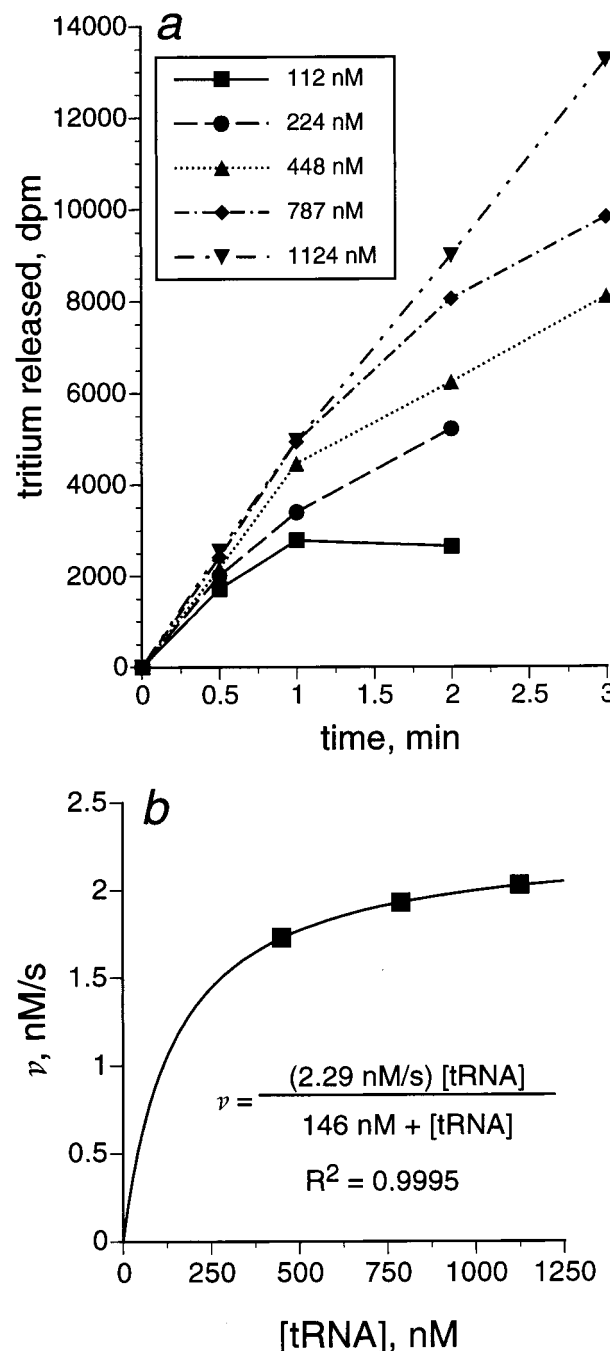 a
14000
12000
10000
8000
6000
4000
2000
0
tritium released, dpm
112 nM
224 nM
448 nM
787 nM
1124 nM
0 0.5 1 1.5 2 2.5 3
time, min
b
2.5
2
1.5
1
0.5
0
ν, nM/s
ν = (2.29 nM/s) [tRNA]
146 nM + [tRNA]
R² = 0.9995
0 250 500 750 1000 1250
[tRNA], nM